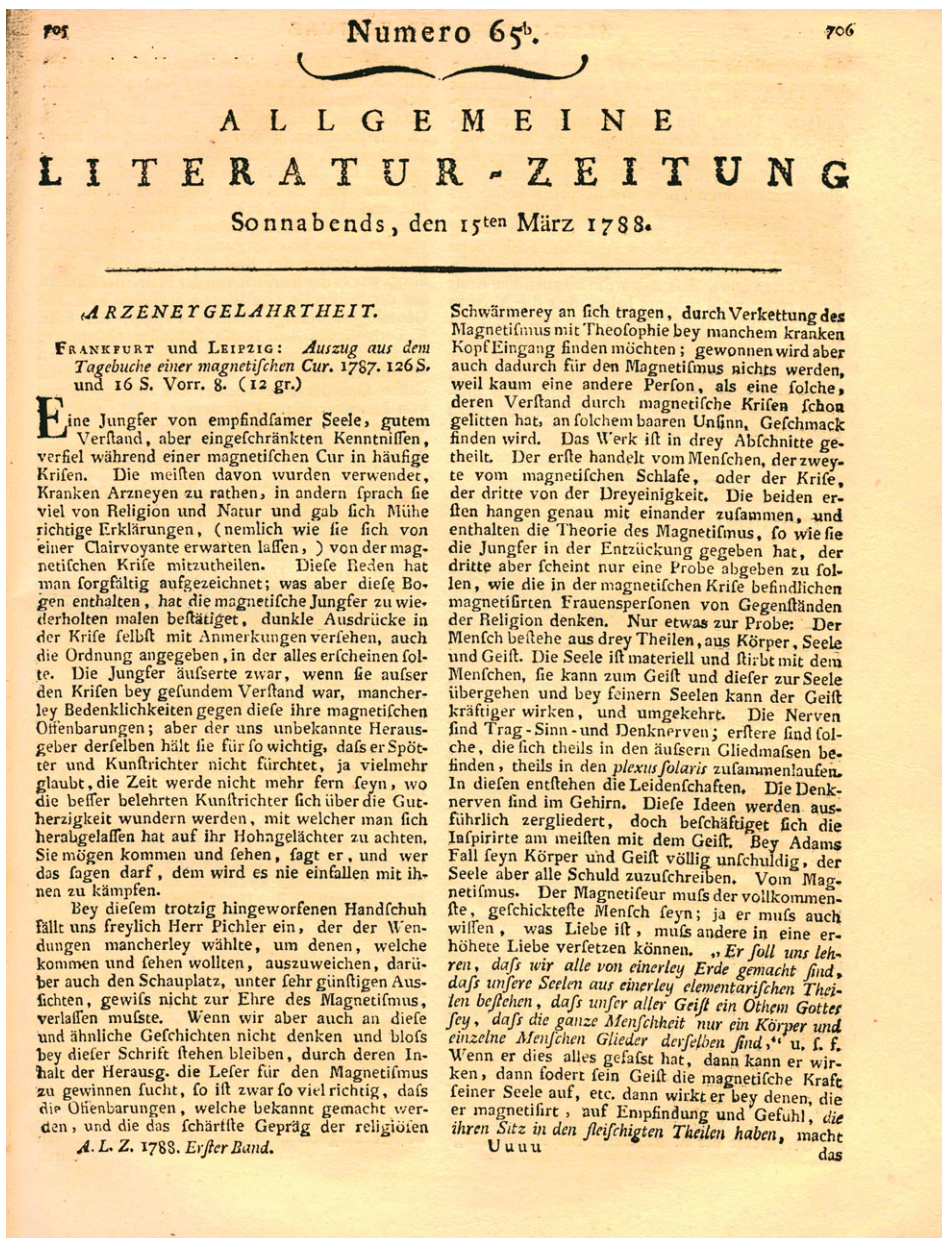 705
Numero 65b.
706
ALLGEMEINE
LITERATUR-ZEITUNG
Sonnabends, den 15ten März 1788.
ARZENEYGELAHRTHEIT.
FRANKFURT und LEIPZIG: Auszug aus dem
Tagebuche einer magnetiſchen Cur. 1787. 126 S.
und 16 S. Vorr. 8. (12 gr.)
Eine Jungfer von empfindſamer Seele, gutem
Verſtand, aber eingeſchränkten Kenntniſſen,
verfiel während einer magnetiſchen Cur in häufige
Kriſen. Die meiſten davon wurden verwendet,
Kranken Arzneyen zu rathen, in andern ſprach ſie
viel von Religion und Natur und gab ſich Mühe
richtige Erklärungen, (nemlich wie ſie ſich von
einer Clairvoyante erwarten laſſen,) von der mag-
netiſchen Kriſe mitzutheilen. Dieſe Reden hat
man ſorgfältig aufgezeichnet; was aber dieſe Bo-
gen enthalten, hat die magnetiſche Jungfer zu wie-
derholten malen beſtätiget, dunkle Ausdrücke in
der Kriſe ſelbſt mit Anmerkungen verſehen, auch
die Ordnung angegeben, in der alles erſcheinen ſol-
te. Die Jungfer äuſserte zwar, wenn ſie auſser
den Kriſen bey geſundem Verſtand war, mancher-
ley Bedenklichkeiten gegen dieſe ihre magnetiſchen
Offenbarungen; aber der uns unbekannte Heraus-
geber derſelben hält ſie für ſo wichtig, daſs er Spöt-
ter und Kunſtrichter nicht fürchtet, ja vielmehr
glaubt, die Zeit werde nicht mehr fern ſeyn, wo
die beſſer belehrten Kunſtrichter ſich über die Gut-
herzigkeit wundern werden, mit welcher man ſich
herabgelaſſen hat auf ihr Hohngelächter zu achten.
Sie mögen kommen und ſehen, ſagt er, und wer
das ſagen darf, dem wird es nie einfallen mit ih-
nen zu kämpfen.
Bey dieſem trotzig hingeworfenen Handſchuh
fällt uns freylich Herr Pichler ein, der der Wen-
dungen mancherley wählte, um denen, welche
kommen und ſehen wollten, auszuweichen, darü-
ber auch den Schauplatz, unter ſehr günſtigen Aus-
ſichten, gewiſs nicht zur Ehre des Magnetiſmus,
verlaſſen muſste. Wenn wir aber auch an dieſe
und ähnliche Geſchichten nicht denken und bloſs
bey dieſer Schrift ſtehen bleiben, durch deren In-
halt der Herausg. die Leſer für den Magnetiſmus
zu gewinnen ſucht, ſo iſt zwar ſo viel richtig, daſs
die Offenbarungen, welche bekannt gemacht wer-
den, und die das ſchärfſte Gepräg der religiöſen
A. L. Z. 1788. Erſter Band.
Schwärmerey an ſich tragen, durch Verkettung des
Magnetiſmus mit Theoſophie bey manchem kranken
Kopf Eingang finden möchten; gewonnen wird aber
auch dadurch für den Magnetiſmus nichts werden,
weil kaum eine andere Perſon, als eine ſolche,
deren Verſtand durch magnetiſche Kriſen ſchon
gelitten hat, an ſolchem baaren Unſinn, Geſchmack
finden wird. Das Werk iſt in drey Abſchnitte ge-
theilt. Der erſte handelt vom Menſchen, der zwey-
te vom magnetiſchen Schlafe, oder der Kriſe,
der dritte von der Dreyeinigkeit. Die beiden er-
ſten hangen genau mit einander zuſammen, und
enthalten die Theorie des Magnetiſmus, ſo wie ſie
die Jungfer in der Entzückung gegeben hat, der
dritte aber ſcheint nur eine Probe abgeben zu ſol-
len, wie die in der magnetiſchen Kriſe befindlichen
magnetiſirten Frauensperſonen von Gegenſtänden
der Religion denken. Nur etwas zur Probe: Der
Menſch beſtehe aus drey Theilen, aus Körper, Seele
und Geiſt. Die Seele iſt materiell und ſtirbt mit dem
Menſchen, ſie kann zum Geiſt und dieſer zur Seele
übergehen und bey feinern Seelen kann der Geiſt
kräftiger wirken, und umgekehrt. Die Nerven
ſind Trag-Sinn-und Denknerven; erſtere ſind ſol-
che, die ſich theils in den äuſsern Gliedmaſsen be-
finden, theils in den plexus ſolaris zuſammenlaufen.
In dieſen entſtehen die Leidenſchaften. Die Denk-
nerven ſind im Gehirn. Dieſe Ideen werden aus-
führlich zergliedert, doch beſchäftiget ſich die
Inſpirirte am meiſten mit dem Geiſt. Bey Adams
Fall ſeyn Körper und Geiſt völlig unſchuldig, der
Seele aber alle Schuld zuzuſchreiben. Vom Mag-
netiſmus. Der Magnetiſeur muſs der vollkommen-
ſte, geſchickteſte Menſch ſeyn; ja er muſs auch
wiſſen, was Liebe iſt, muſs andere in eine er-
höhete Liebe verſetzen können. „Er ſoll uns leh-
ren, daſs wir alle von einerley Erde gemacht ſind,
daſs unſere Seelen aus einerley elementariſchen Thei-
len beſtehen, daſs unſer aller Geiſt ein Othem Gottes
ſey, daſs die ganze Menſchheit nur ein Körper und
einzelne Menſchen Glieder derſelben ſind,“ u. ſ. f.
Wenn er dies alles gefaſst hat, dann kann er wir-
ken, dann fodert ſein Geiſt die magnetiſche Kraft
ſeiner Seele auf, etc. dann wirkt er bey denen, die
er magnetiſirt, auf Empfindung und Gefühl, die
ihren Sitz in den fleiſchigten Theilen haben, macht
Uuuu
das